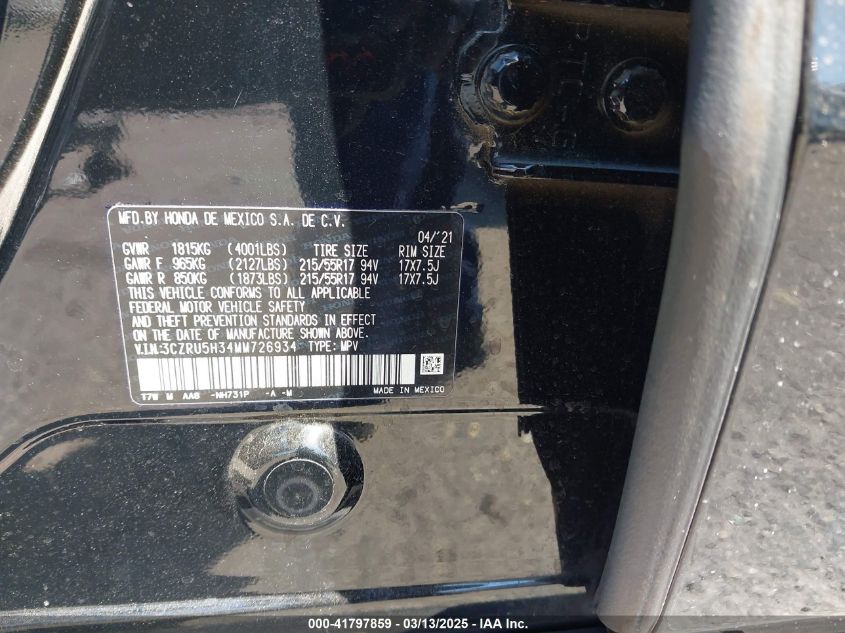 MFD.BY HONDA DE MEXICO S.A. DE C.V.
04/'21
GVWR 1815KG (4001LBS) TIRE SIZE RIM SIZE
GAWR F 965KG (2127LBS) 215/55R17 94V 17X7.5J
GAWR R 850KG (1873LBS) 215/55R17 94V 17X7.5J
THIS VEHICLE CONFORMS TO ALL APPLICABLE
FEDERAL MOTOR VEHICLE SAFETY
AND THEFT PREVENTION STANDARDS IN EFFECT
ON THE DATE OF MANUFACTURE SHOWN ABOVE.
V.I.N:3CZRU5H34MM726934 TYPE: MPV
T7W M AA6 -NH731P -A -M MADE IN MEXICO
000-41797859 - 03/13/2025 - IAA Inc.